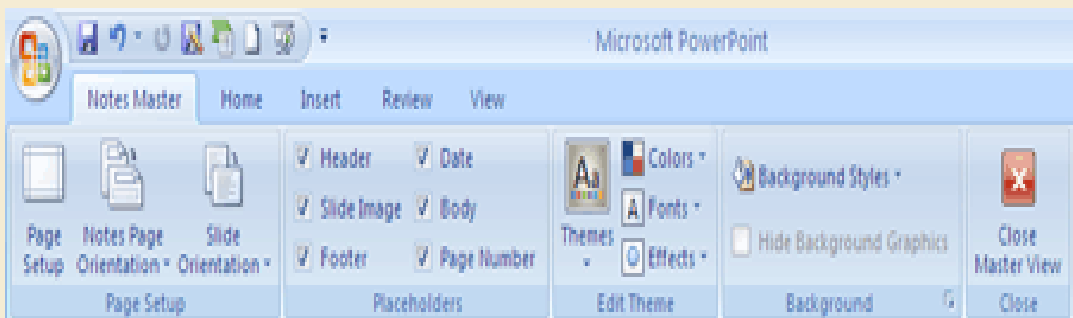 Microsoft PowerPoint
Notes Master Home Insert Review View
Page Setup
Notes Page Orientation
Slide Orientation
Header
Date
Slide Image
Body
Footer
Page Number
Themes
Colors
Fonts
Effects
Background Styles
Hide Background Graphics
Close Master View
Page Setup
Placeholders
Edit Theme
Background
Close